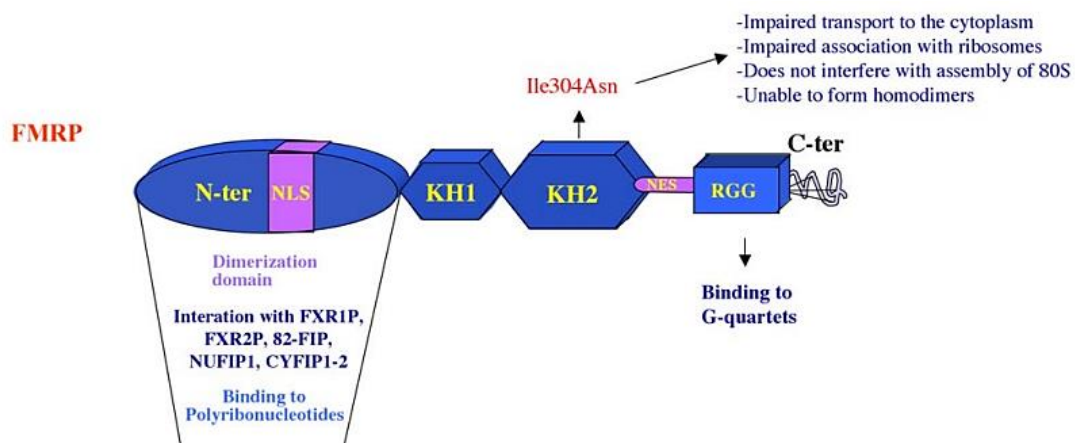 -Impaired transport to the cytoplasm
-Impaired association with ribosomes
-Does not interfere with assembly of 80S
-Unable to form homodimers
Ile304Asn
FMRP
C-ter
N-ter
NLS
KH1
KH2
NES
RGG
Dimerization
domain
Interation with FXR1P,
FXR2P, 82-FIP,
NUFIP1, CYFIP1-2
Binding to
Polyribonucleotides
Binding to
G-quartets